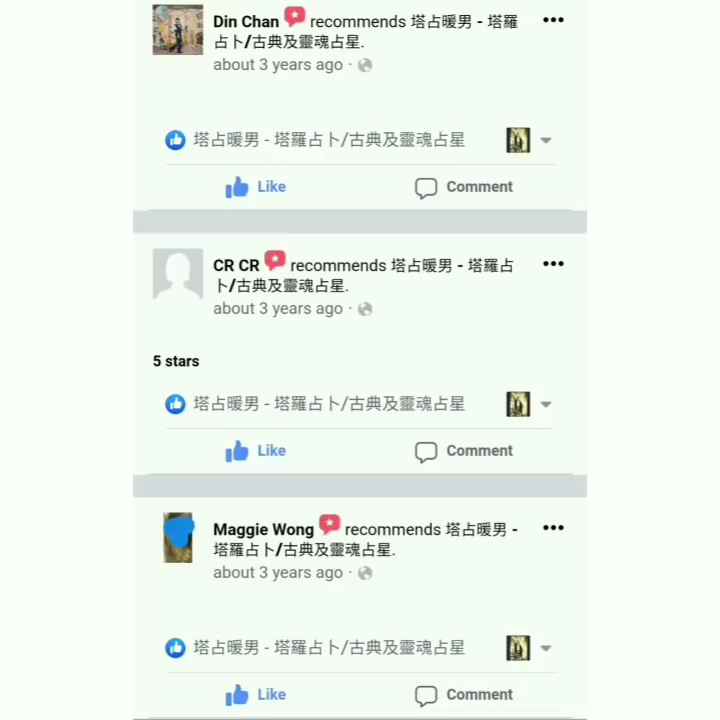 Din Chan recommends 塔占暖男 - 塔羅
占卜/古典及靈魂占星.
about 3 years ago ·
塔占暖男 - 塔羅占卜/古典及靈魂占星
Like Comment
CR CR recommends 塔占暖男 - 塔羅占
卜/古典及靈魂占星.
about 3 years ago ·
5 stars
塔占暖男 - 塔羅占卜/古典及靈魂占星
Like Comment
Maggie Wong recommends 塔占暖男 -
塔羅占卜/古典及靈魂占星.
about 3 years ago ·
塔占暖男 - 塔羅占卜/古典及靈魂占星
Like Comment